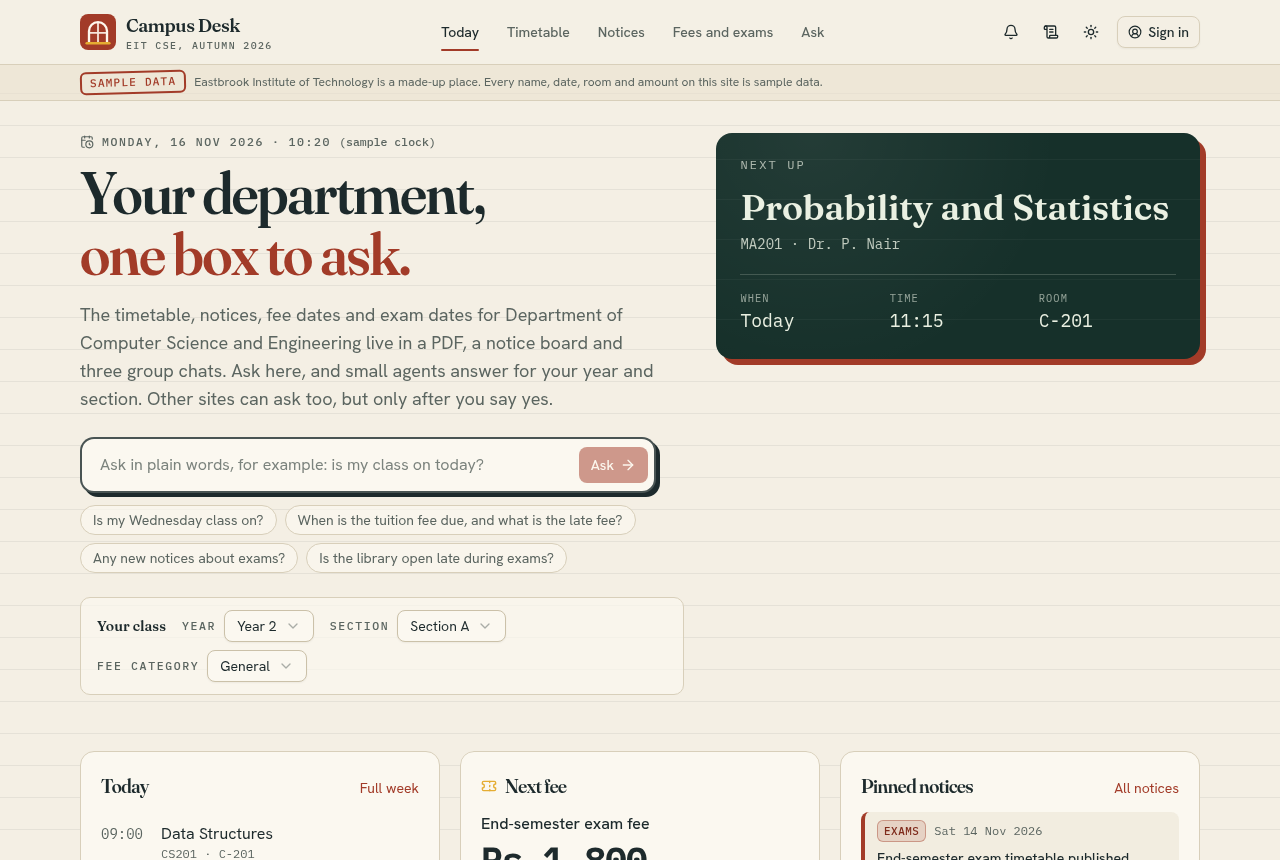 Campus Desk
EIT CSE, AUTUMN 2026
Today
Timetable
Notices
Fees and exams
Ask
Sign in
SAMPLE DATA
Eastbrook Institute of Technology is a made-up place. Every name, date, room and amount on this site is sample data.
MONDAY, 16 NOV 2026 · 10:20 (sample clock)
Your department,
one box to ask.
The timetable, notices, fee dates and exam dates for Department of
Computer Science and Engineering live in a PDF, a notice board and
three group chats. Ask here, and small agents answer for your year and
section. Other sites can ask too, but only after you say yes.
Ask in plain words, for example: is my class on today?
Ask
Is my Wednesday class on?
When is the tuition fee due, and what is the late fee?
Any new notices about exams?
Is the library open late during exams?
Your class
YEAR
Year 2
SECTION
Section A
FEE CATEGORY
General
NEXT UP
Probability and Statistics
MA201 · Dr. P. Nair
WHEN
TIME
ROOM
Today
11:15
C-201
Today
Full week
09:00
Data Structures
CS201 · C-201
Next fee
End-semester exam fee
Rs 1,800
Pinned notices
All notices
EXAMS
Sat 14 Nov 2026
End-semester exam timetable published